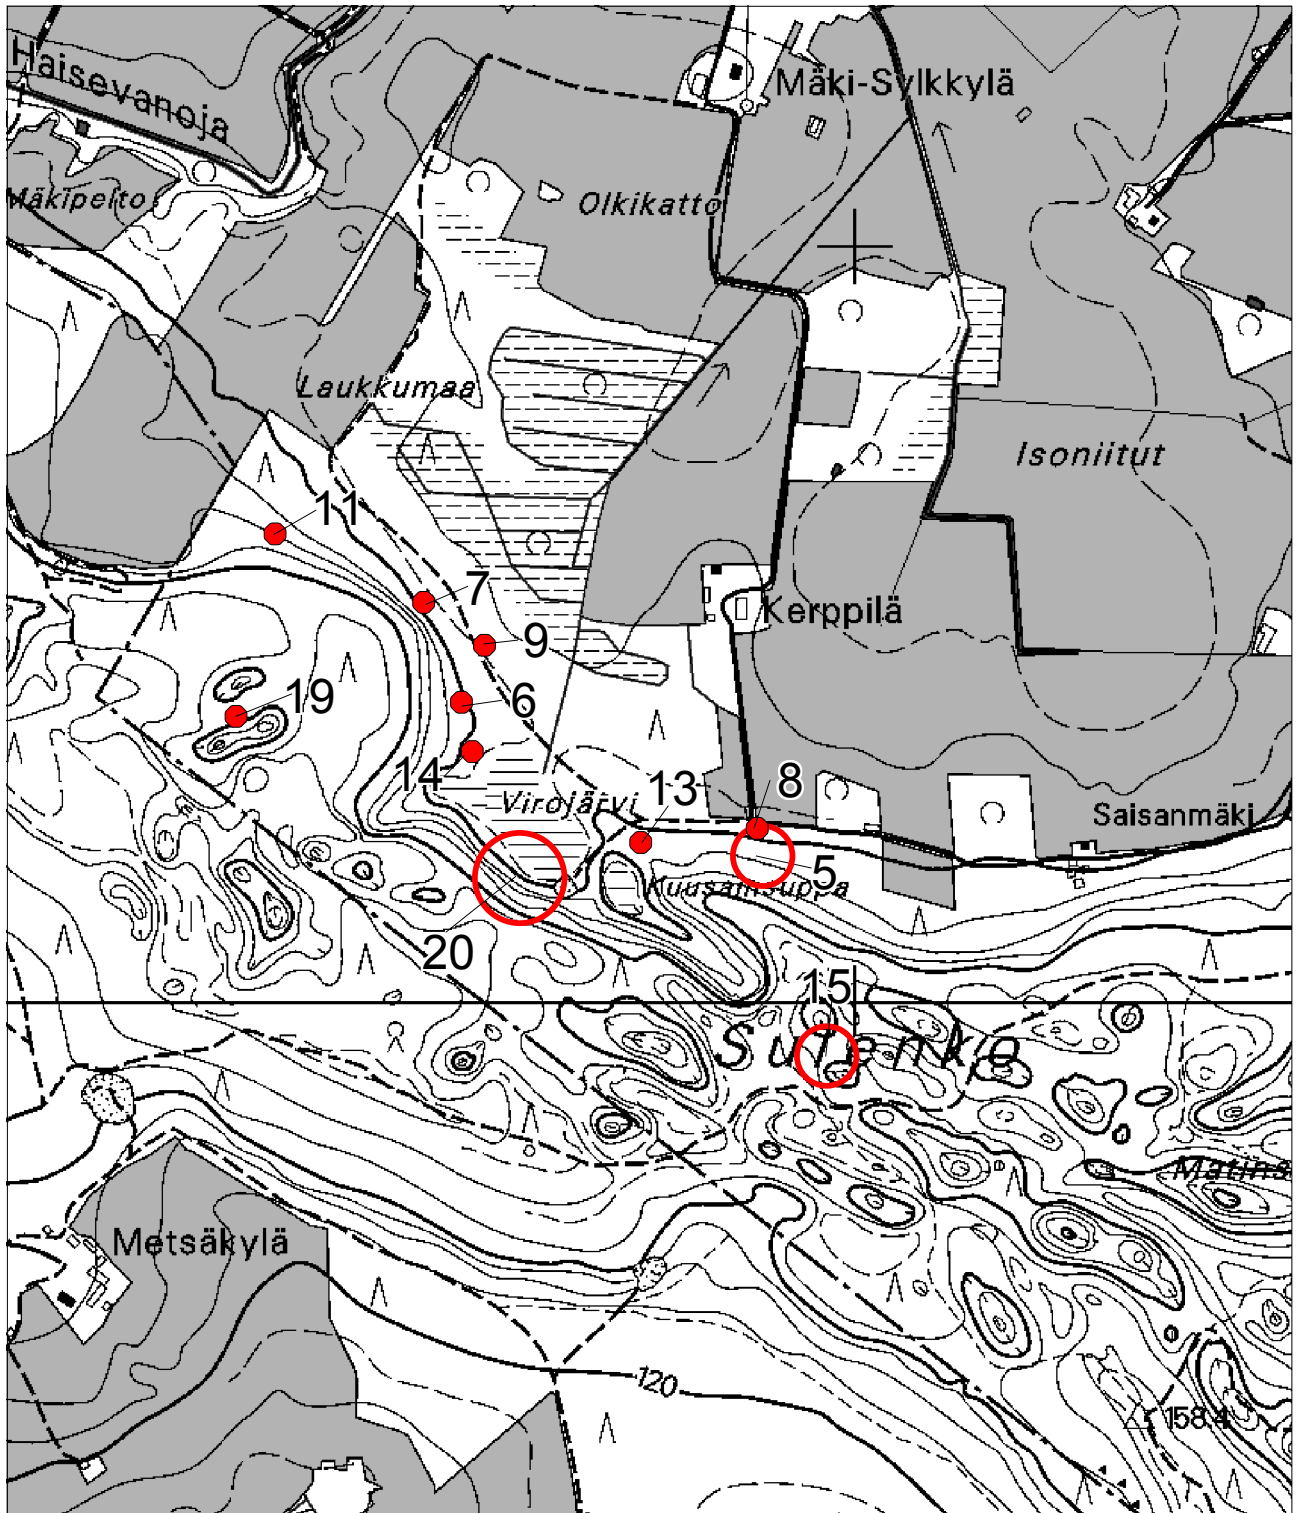 Haisevanoja
Mäki-Sylkkylä
Mäkipelto
Olkikatto
Laukkumaa
Isoniitut
11
7
Kerppilä
9
19
6
14
Virojärvi
13
8
Saisanmäki
5
20
15
Metsäkylä
120
158.4